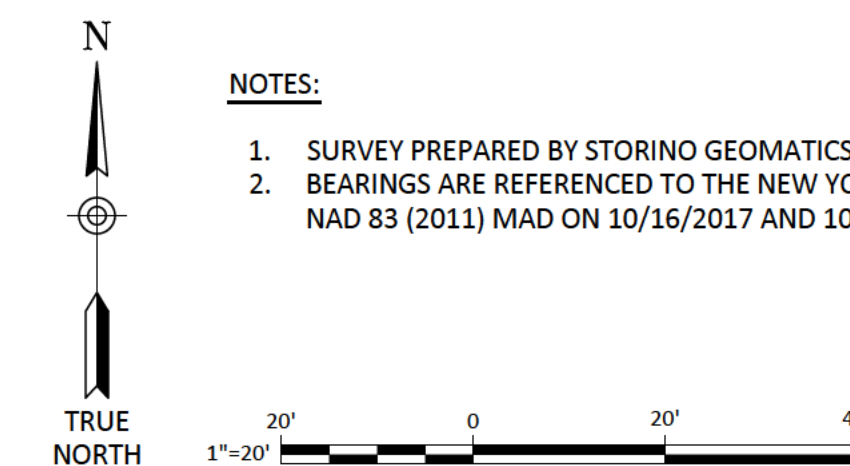 N
NOTES:
1. SURVEY PREPARED BY STORINO GEOMATICS
2. BEARINGS ARE REFERENCED TO THE NEW
NAD 83 (2011) MAD ON 10/16/2017 AND
TRUE
NORTH
20' 0 20'
1"=20'